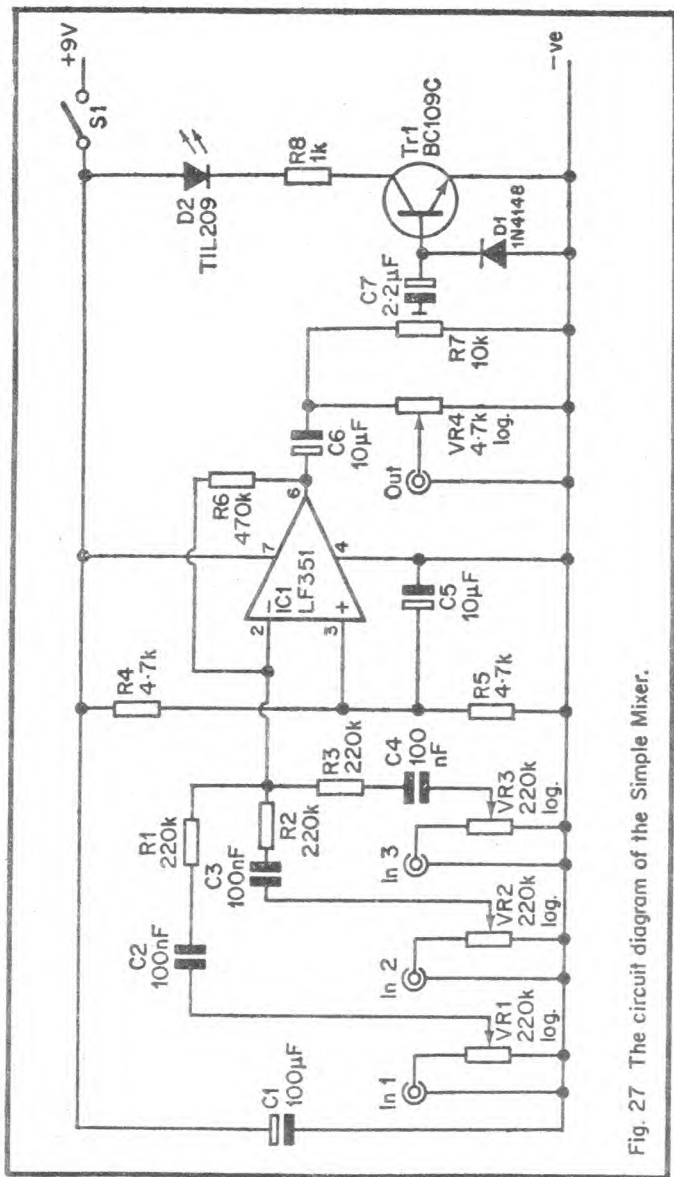 S1
+9V
D2
TIL209
R8
1k
Tr1
BC109C
C7
2·2µF
D1
1N4148
R7
10k
-ve
C6
10µF
VR4
4·7k
log.
Out
R6
470k
IC1
LF351
2
3
4
6
7
−
+
R4
4·7k
C5
10µF
R5
4·7k
R1
220k
R2
220k
R3
220k
C2
100nF
C3
100nF
C4
100
nF
In 1
VR1
220k
log.
In 2
VR2
220k
log.
In 3
VR3
220k
log.
C1
100µF
Fig. 27 The circuit diagram of the Simple Mixer.